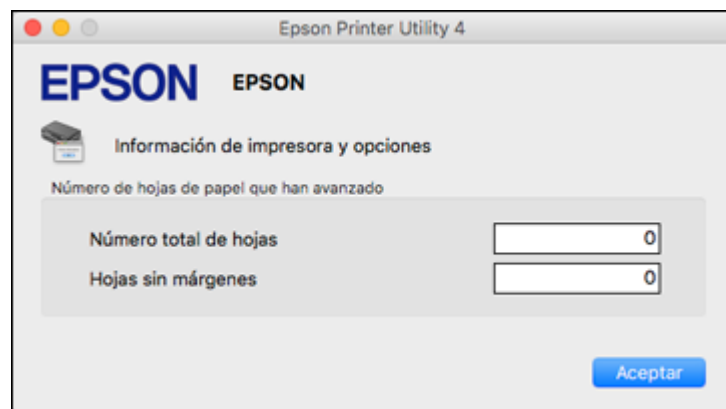 Epson Printer Utility 4
EPSON EPSON
Información de impresora y opciones
Número de hojas de papel que han avanzado
Número total de hojas 0
Hojas sin márgenes 0
Aceptar